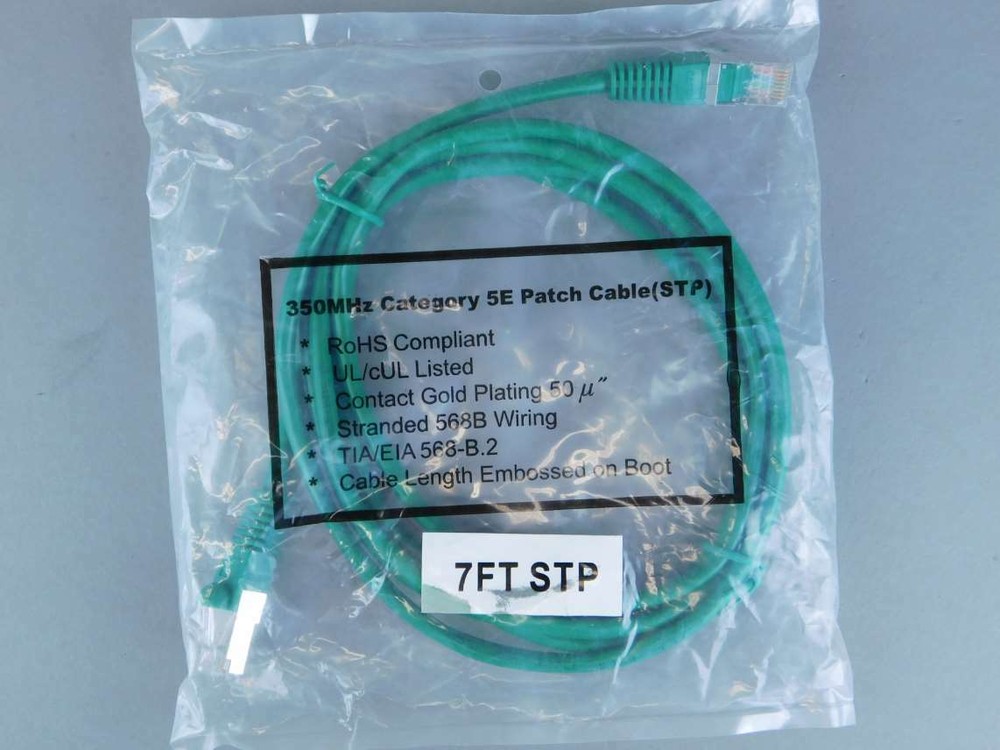 350MHz Category 5E Patch Cable(STP)
* RoHS Compliant
* UL/cUL Listed
* Contact Gold Plating 50 μ"
* Stranded 568B Wiring
* TIA/EIA 568-B.2
* Cable Length Embossed on Boot
7FT STP